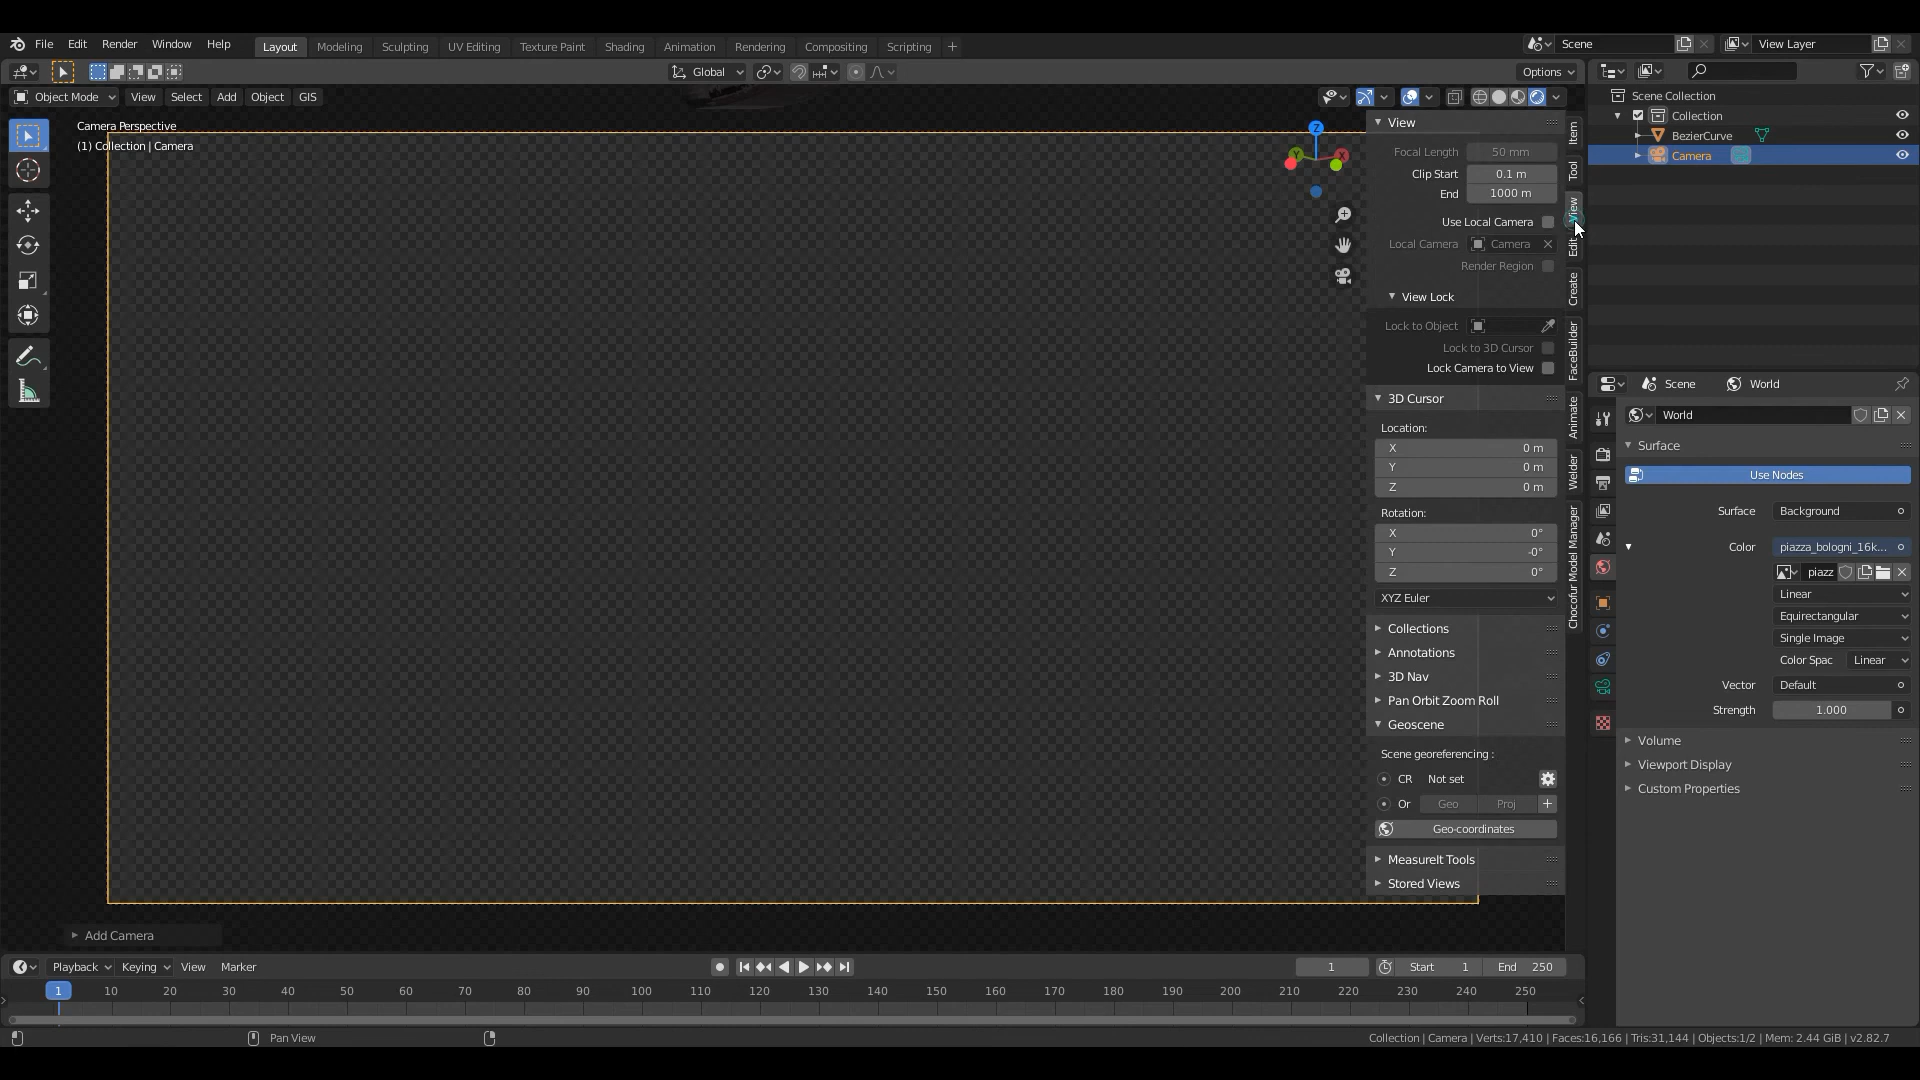 File Edit Render Window Help Layout Modeling Sculpting UV Editing Texture Paint Shading Animation Rendering Compositing Scripting + Scene View Layer
Global Options
Object Mode View Select Add Object GIS
Camera Perspective
(1) Collection | Camera
View
Focal Length 50 mm
Clip Start 0.1 m
End 1000 m
Use Local Camera
Local Camera Camera
Render Region
View Lock
Lock to Object
Lock to 3D Cursor
Lock Camera to View
3D Cursor
Location:
X 0 m
Y 0 m
Z 0 m
Rotation:
X 0°
Y -0°
Z 0°
XYZ Euler
Collections
Annotations
3D Nav
Pan Orbit Zoom Roll
Geoscene
Scene georeferencing :
CR Not set
Or Geo Proj +
Geo-coordinates
MeasureIt Tools
Stored Views
Item
Tool
View
Edit
Create
FaceBuilder
Animate
Welder
Chocofur Model Manager
Z
Y
X
Scene Collection
Collection
BezierCurve
Camera
Scene World
World
Surface
Use Nodes
Surface Background
Color piazza_bologni_16k...
piazz
Linear
Equirectangular
Single Image
Color Spac Linear
Vector Default
Strength 1.000
Volume
Viewport Display
Custom Properties
Add Camera
Playback Keying View Marker 1 Start 1 End 250
1 10 20 30 40 50 60 70 80 90 100 110 120 130 140 150 160 170 180 190 200 210 220 230 240 250
Pan View Collection | Camera | Verts:17,410 | Faces:16,166 | Tris:31,144 | Objects:1/2 | Mem: 2.44 GiB | v2.82.7